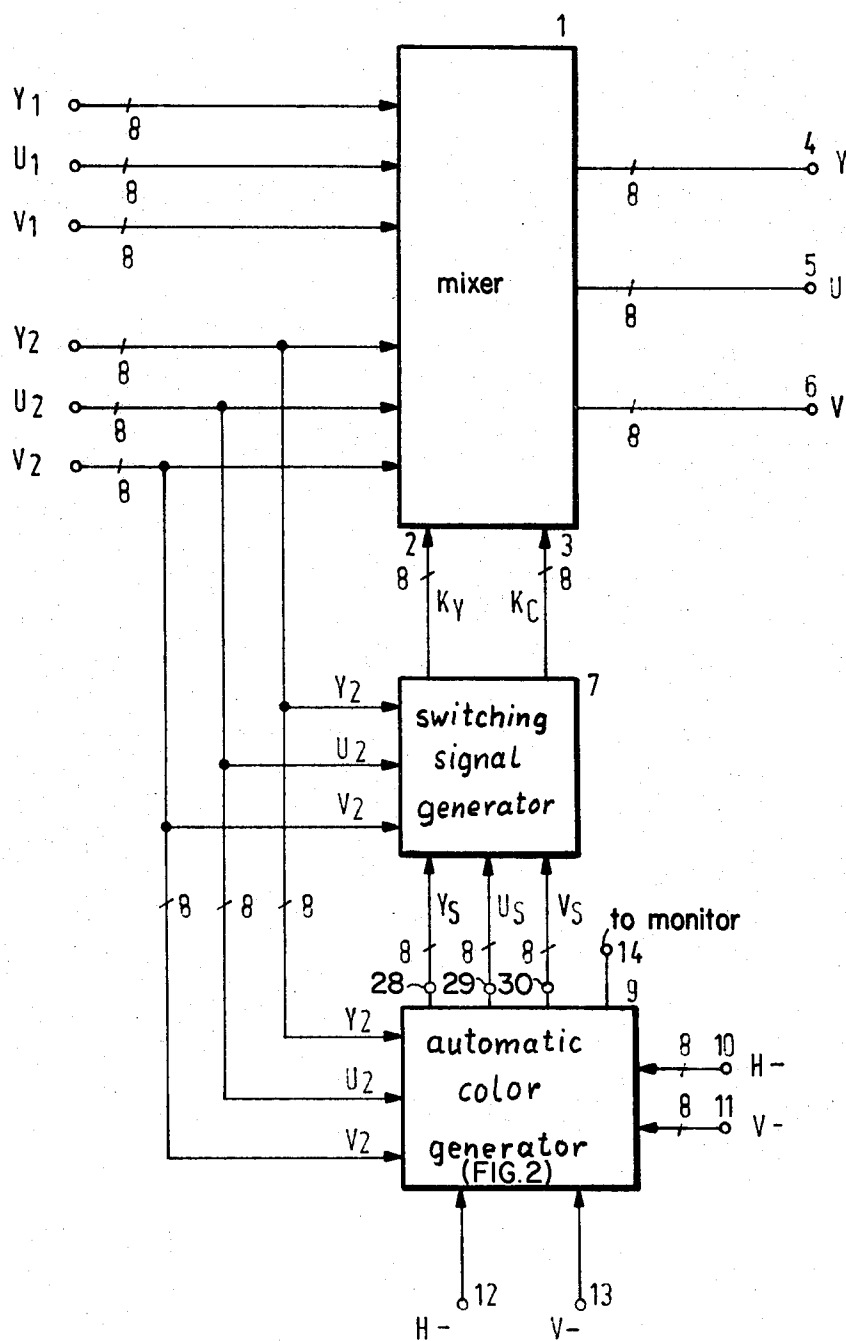 1
Y1
8
U1
8
V1
8
4
Y
8
5
U
8
6
V
8
mixer
Y2
8
U2
8
V2
8
2
3
8
8
KY
KC
7
Y2
U2
V2
switching
signal
generator
8
8
8
YS
US
VS
8
8
8
to monitor
14
28
29
30
9
Y2
U2
V2
automatic
color
generator
(FIG.2)
8
10
H-
8
11
V-
12
H-
13
V-